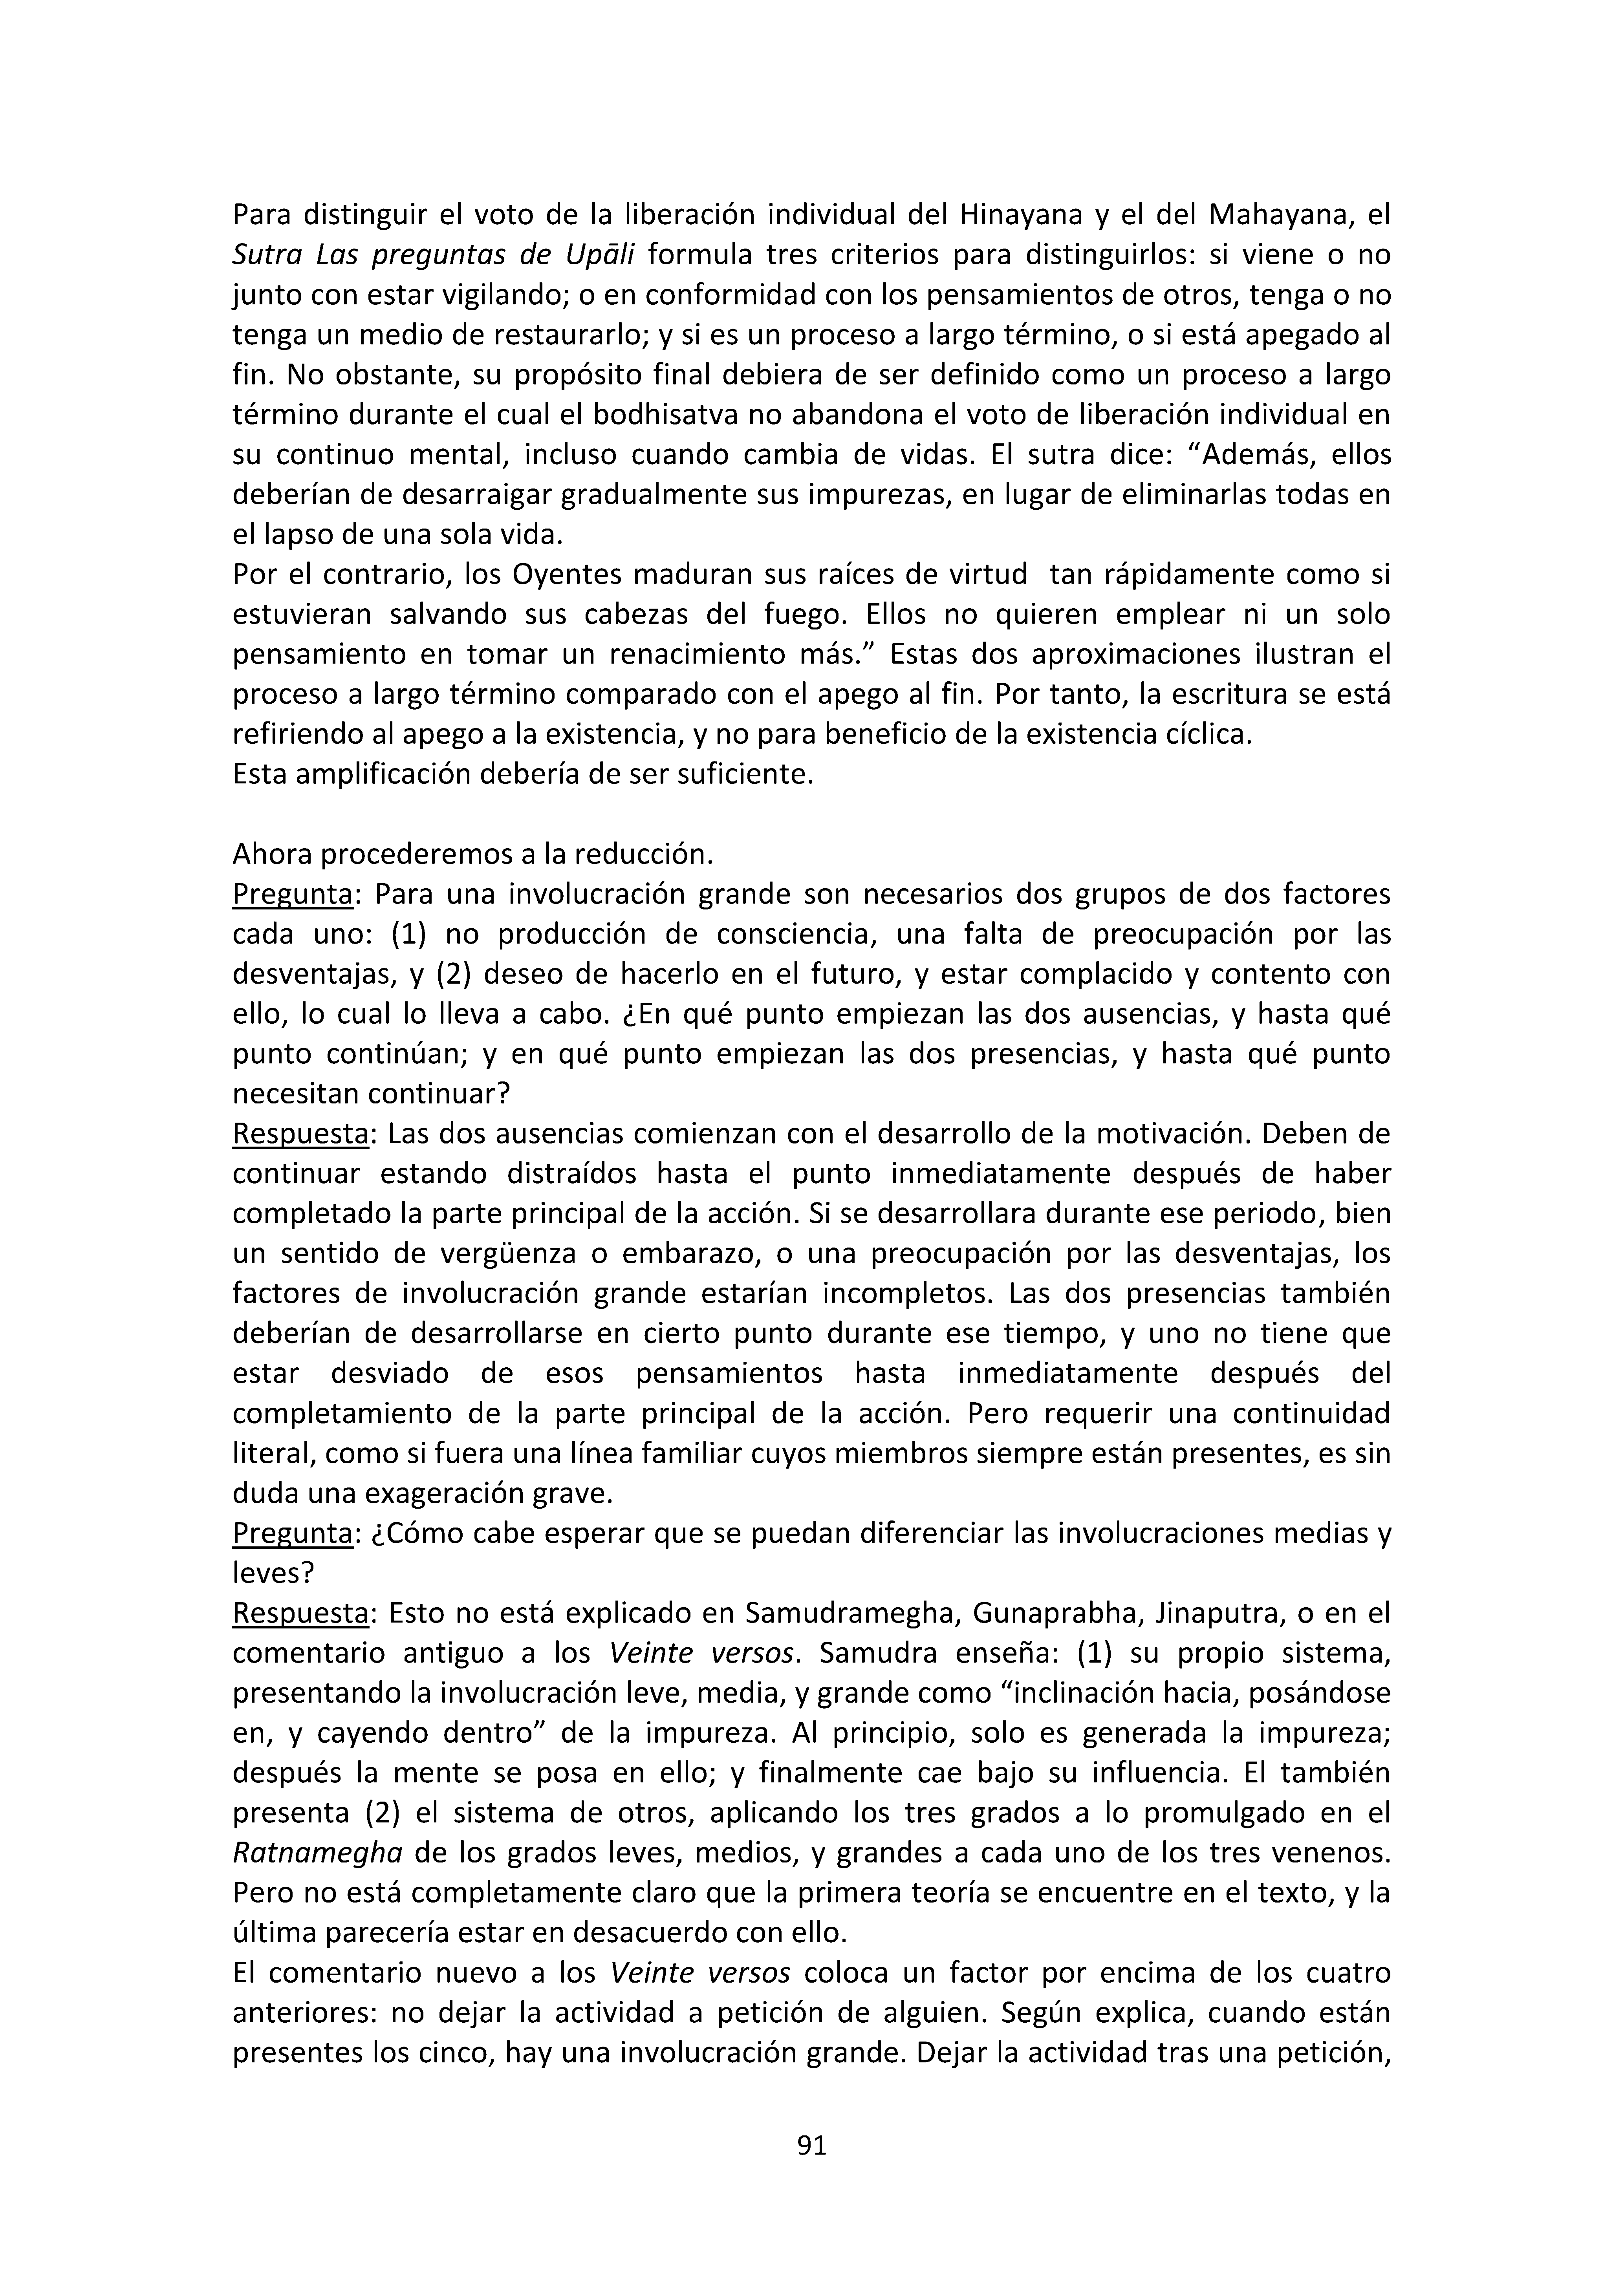 Para distinguir el voto de la liberación individual del Hinayana y el del Mahayana, el
Sutra Las preguntas de Upāli formula tres criterios para distinguirlos: si viene o no
junto con estar vigilando; o en conformidad con los pensamientos de otros, tenga o no
tenga un medio de restaurarlo; y si es un proceso a largo término, o si está apegado al
fin. No obstante, su propósito final debiera de ser definido como un proceso a largo
término durante el cual el bodhisatva no abandona el voto de liberación individual en
su continuo mental, incluso cuando cambia de vidas. El sutra dice: “Además, ellos
deberían de desarraigar gradualmente sus impurezas, en lugar de eliminarlas todas en
el lapso de una sola vida.
Por el contrario, los Oyentes maduran sus raíces de virtud  tan rápidamente como si
estuvieran salvando sus cabezas del fuego. Ellos no quieren emplear ni un solo
pensamiento en tomar un renacimiento más.” Estas dos aproximaciones ilustran el
proceso a largo término comparado con el apego al fin. Por tanto, la escritura se está
refiriendo al apego a la existencia, y no para beneficio de la existencia cíclica.
Esta amplificación debería de ser suficiente.

Ahora procederemos a la reducción.
Pregunta: Para una involucración grande son necesarios dos grupos de dos factores
cada uno: (1) no producción de consciencia, una falta de preocupación por las
desventajas, y (2) deseo de hacerlo en el futuro, y estar complacido y contento con
ello, lo cual lo lleva a cabo. ¿En qué punto empiezan las dos ausencias, y hasta qué
punto continúan; y en qué punto empiezan las dos presencias, y hasta qué punto
necesitan continuar?
Respuesta: Las dos ausencias comienzan con el desarrollo de la motivación. Deben de
continuar estando distraídos hasta el punto inmediatamente después de haber
completado la parte principal de la acción. Si se desarrollara durante ese periodo, bien
un sentido de vergüenza o embarazo, o una preocupación por las desventajas, los
factores de involucración grande estarían incompletos. Las dos presencias también
deberían de desarrollarse en cierto punto durante ese tiempo, y uno no tiene que
estar desviado de esos pensamientos hasta inmediatamente después del
completamiento de la parte principal de la acción. Pero requerir una continuidad
literal, como si fuera una línea familiar cuyos miembros siempre están presentes, es sin
duda una exageración grave.
Pregunta: ¿Cómo cabe esperar que se puedan diferenciar las involucraciones medias y
leves?
Respuesta: Esto no está explicado en Samudramegha, Gunaprabha, Jinaputra, o en el
comentario antiguo a los Veinte versos. Samudra enseña: (1) su propio sistema,
presentando la involucración leve, media, y grande como “inclinación hacia, posándose
en, y cayendo dentro” de la impureza. Al principio, solo es generada la impureza;
después la mente se posa en ello; y finalmente cae bajo su influencia. El también
presenta (2) el sistema de otros, aplicando los tres grados a lo promulgado en el
Ratnamegha de los grados leves, medios, y grandes a cada uno de los tres venenos.
Pero no está completamente claro que la primera teoría se encuentre en el texto, y la
última parecería estar en desacuerdo con ello.
El comentario nuevo a los Veinte versos coloca un factor por encima de los cuatro
anteriores: no dejar la actividad a petición de alguien. Según explica, cuando están
presentes los cinco, hay una involucración grande. Dejar la actividad tras una petición,
91